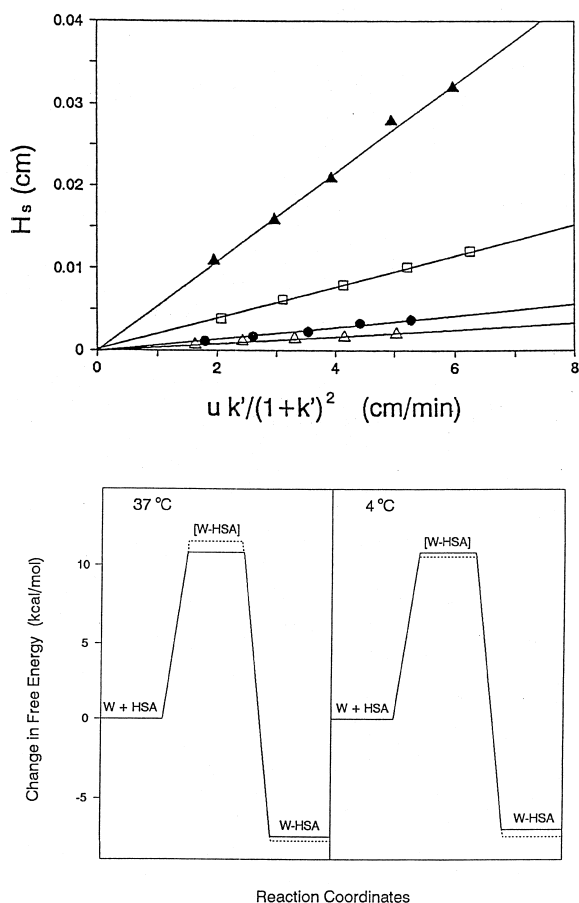 0.04
0.03
0.02
0.01
0
Hs (cm)
0 2 4 6 8
u k'/(1+k')² (cm/min)
37 ºC 4 ºC
[W-HSA] [W-HSA]
10
5
W + HSA W + HSA
0
-5
W-HSA W-HSA
Change in Free Energy (kcal/mol)
Reaction Coordinates